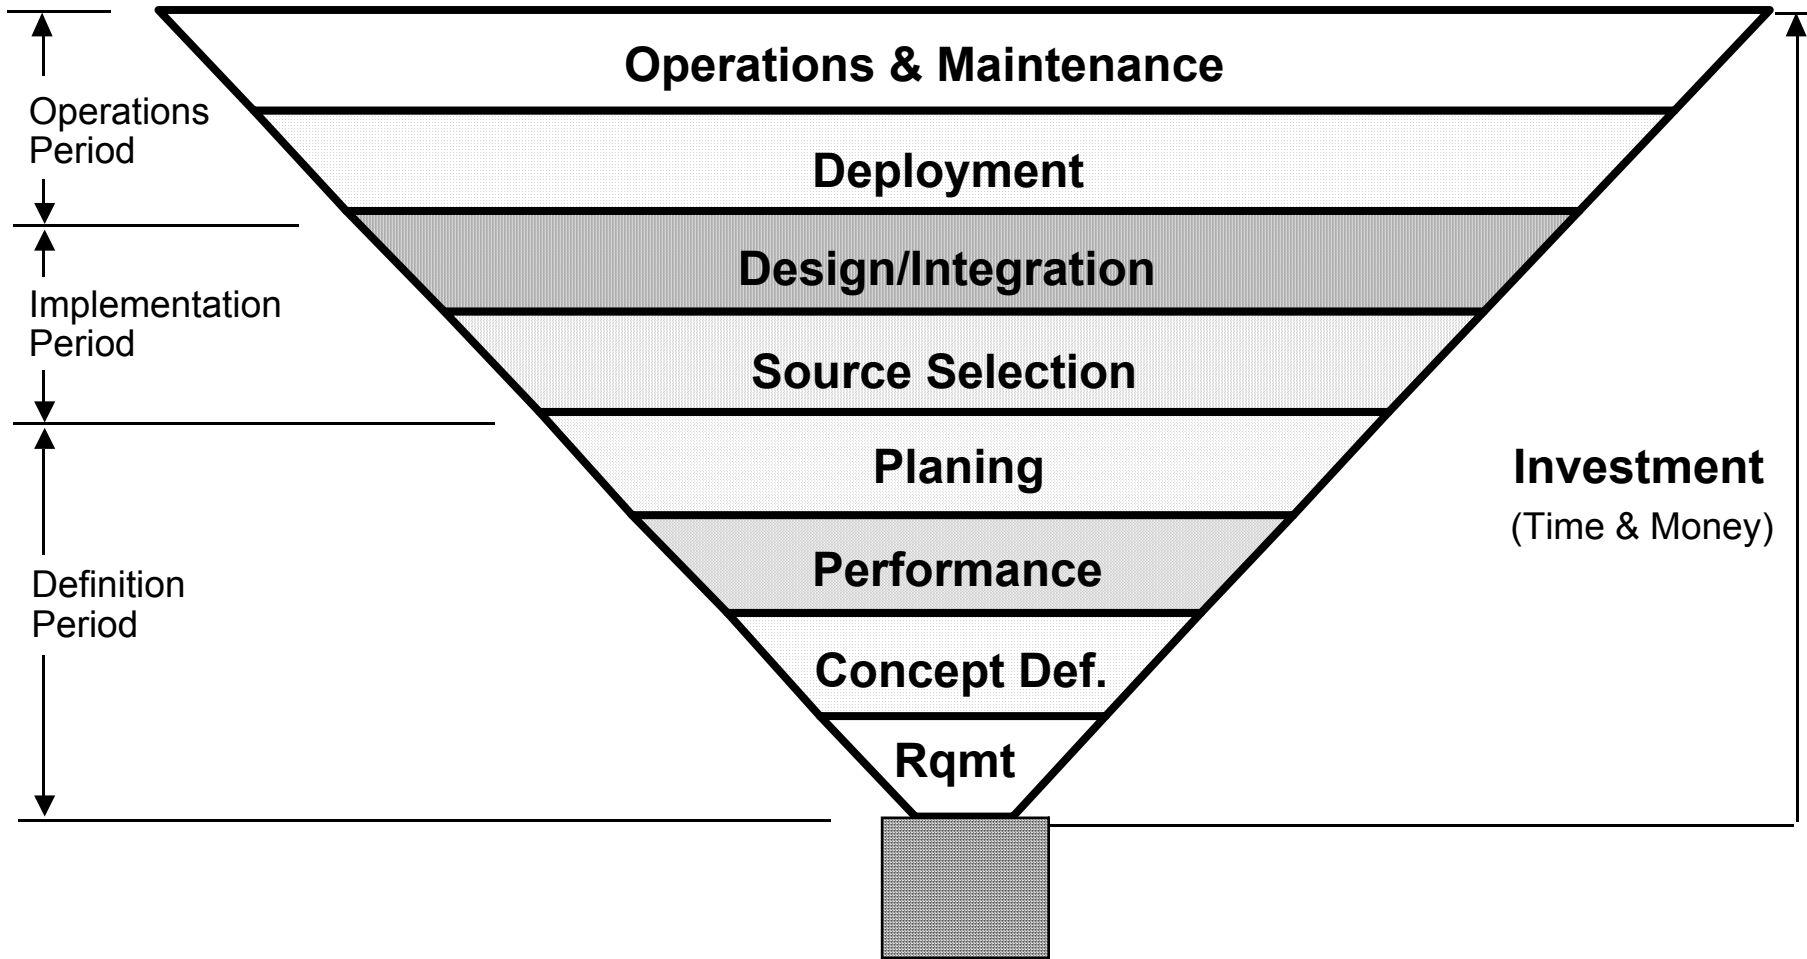 Operations & Maintenance
Operations
Period
Deployment
Design/Integration
Implementation
Period
Source Selection
Planing
Investment
(Time & Money)
Performance
Definition
Period
Concept Def.
Rqmt